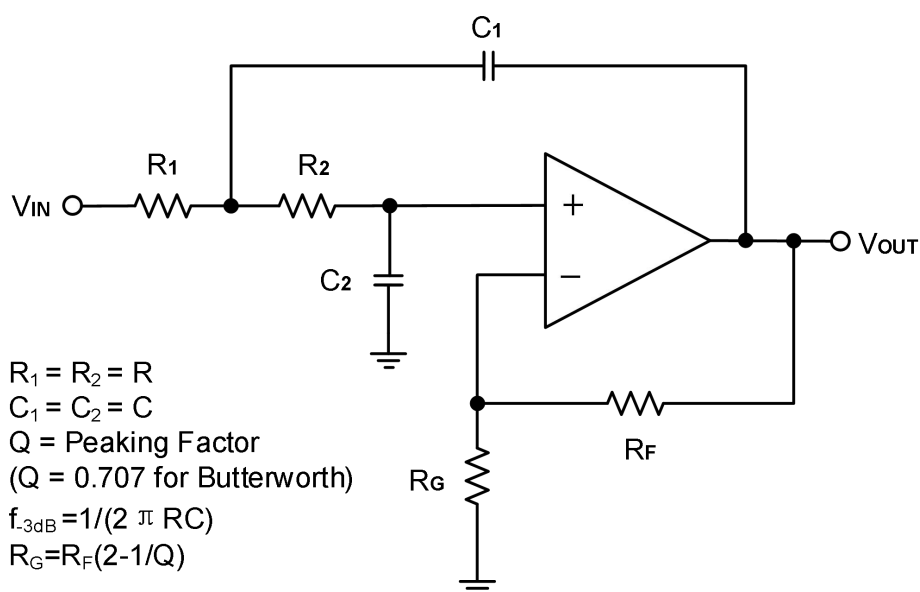 C1
R1
R2
VIN
+
−
VOUT
C2
R1 = R2 = R
C1 = C2 = C
Q = Peaking Factor
(Q = 0.707 for Butterworth)
f-3dB =1/(2 π RC)
RG=RF(2-1/Q)
RG
RF